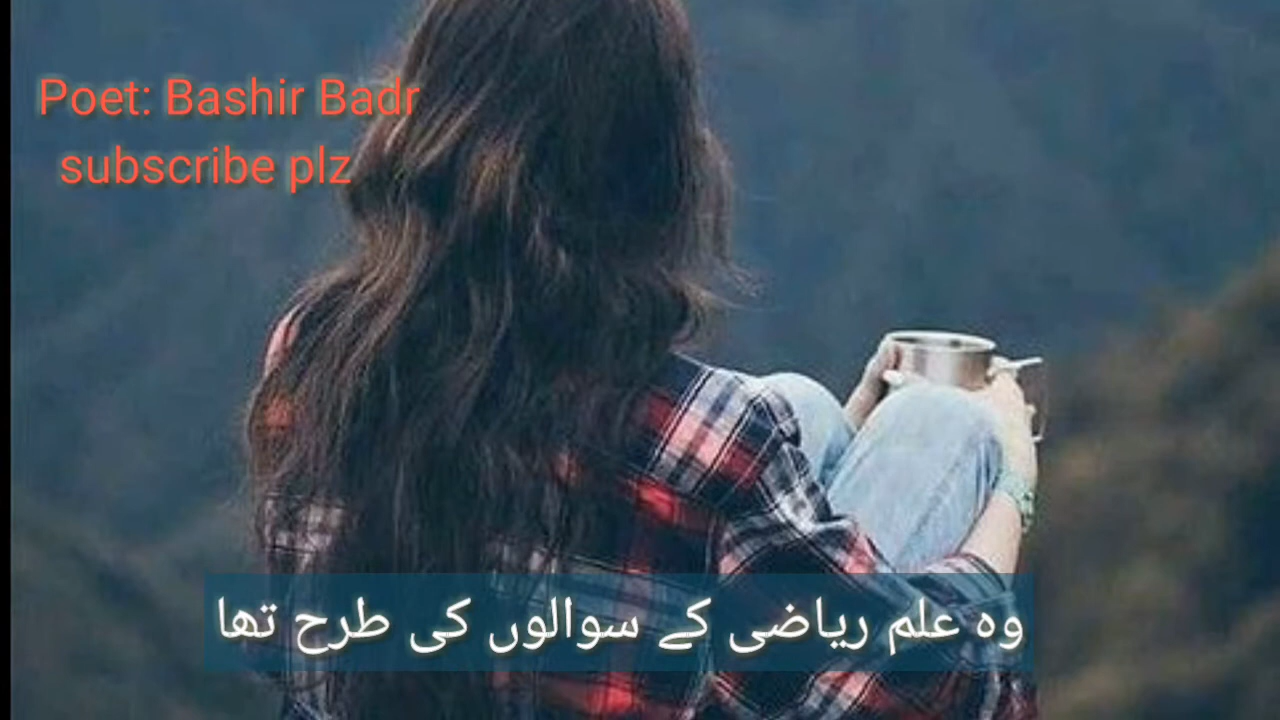 Poet: Bashir Badr
subscribe plz
وہ علم ریاضی کے سوالوں کی طرح تھا